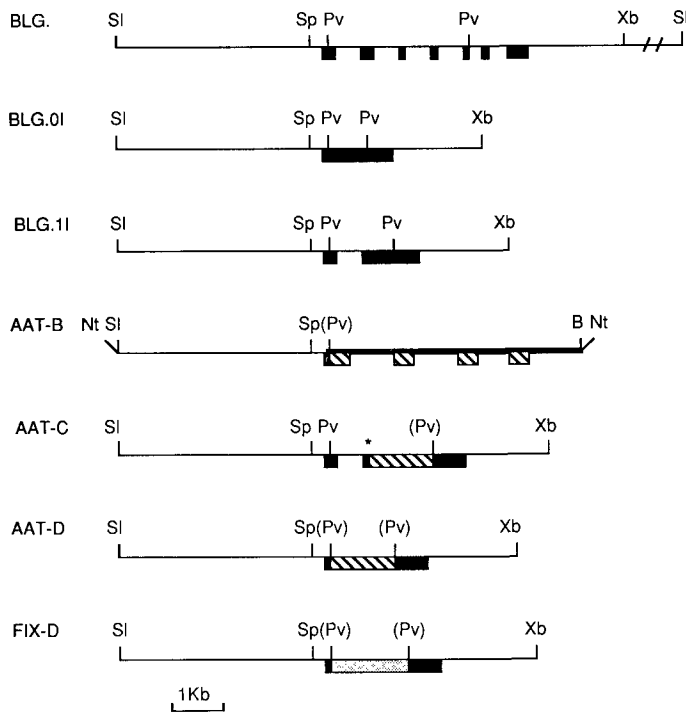 BLG. Sl Sp Pv Pv Xb Sl
BLG.0I Sl Sp Pv Pv Xb
BLG.1I Sl Sp Pv Pv Xb
AAT-B Nt Sl Sp(Pv) B Nt
AAT-C Sl Sp Pv * (Pv) Xb
AAT-D Sl Sp(Pv) (Pv) Xb
FIX-D Sl Sp(Pv) (Pv) Xb
1Kb